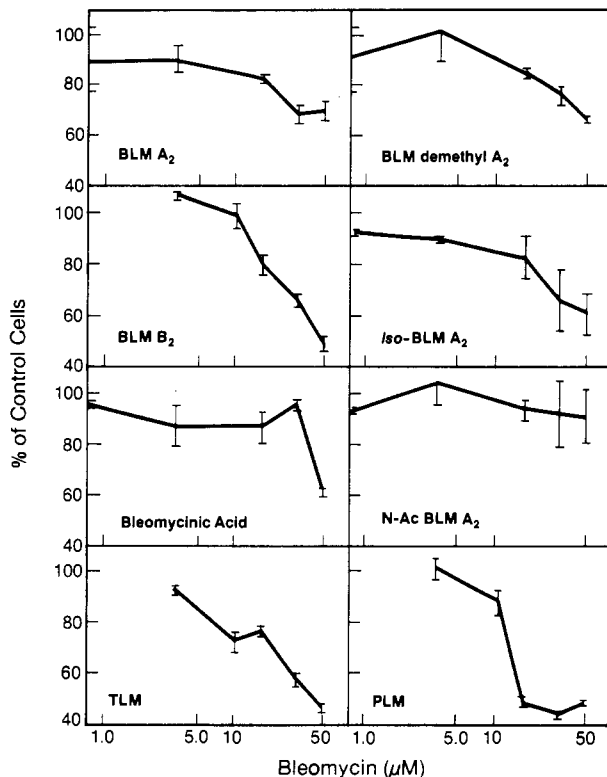 % of Control Cells
100
80
60
40
BLM A2
BLM demethyl A2
100
80
60
40
BLM B2
Iso-BLM A2
100
80
60
40
Bleomycinic Acid
N-Ac BLM A2
100
80
60
40
TLM
PLM
1.0 5.0 10 50 1.0 5.0 10 50
Bleomycin (μM)